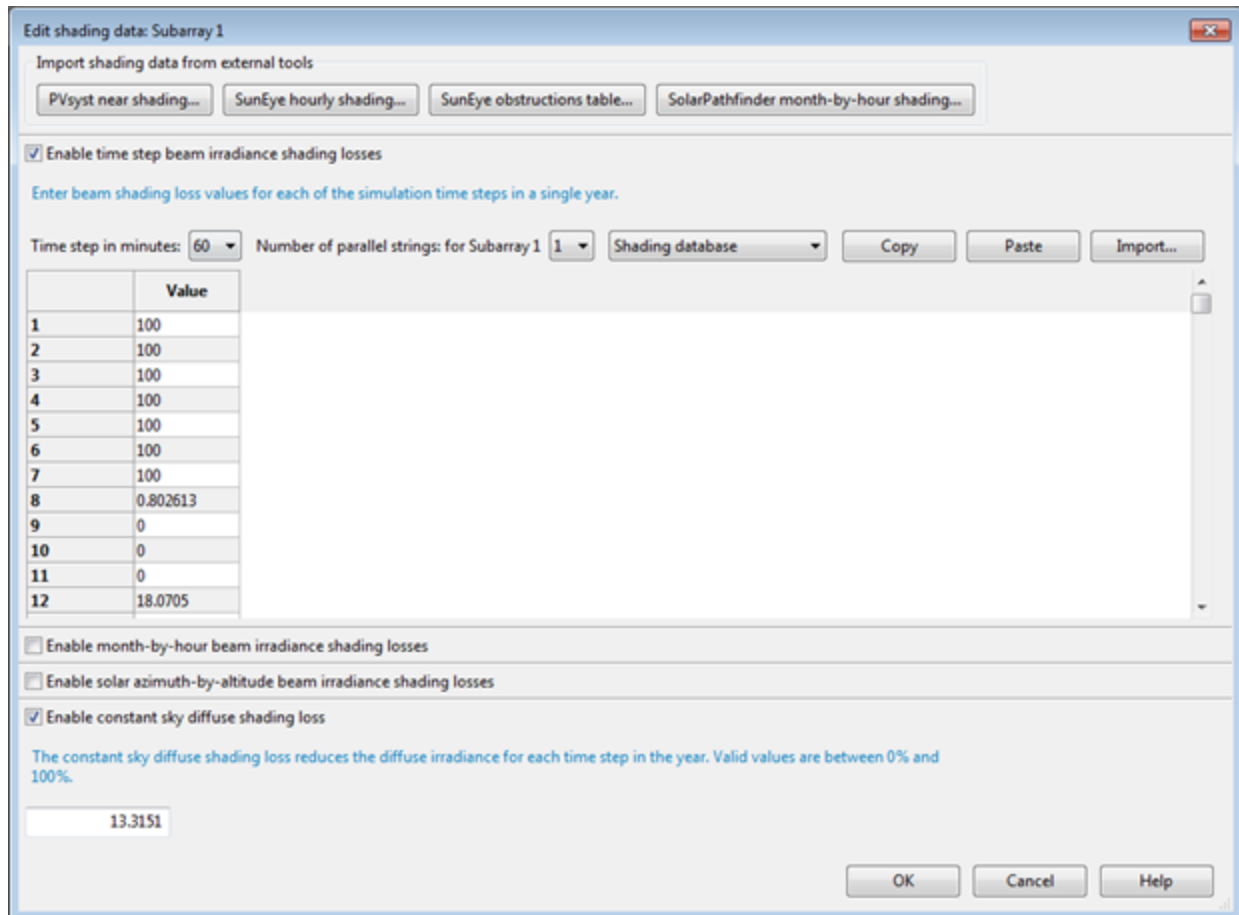 Edit shading data: Subarray 1
Import shading data from external tools
PVsyst near shading... SunEye hourly shading... SunEye obstructions table... SolarPathfinder month-by-hour shading...
Enable time step beam irradiance shading losses
Enter beam shading loss values for each of the simulation time steps in a single year.
Time step in minutes: 60 Number of parallel strings: for Subarray 1 1 Shading database Copy Paste Import...
Value
1 100
2 100
3 100
4 100
5 100
6 100
7 100
8 0.802613
9 0
10 0
11 0
12 18.0705
Enable month-by-hour beam irradiance shading losses
Enable solar azimuth-by-altitude beam irradiance shading losses
Enable constant sky diffuse shading loss
The constant sky diffuse shading loss reduces the diffuse irradiance for each time step in the year. Valid values are between 0% and
100%.
13.3151
OK Cancel Help